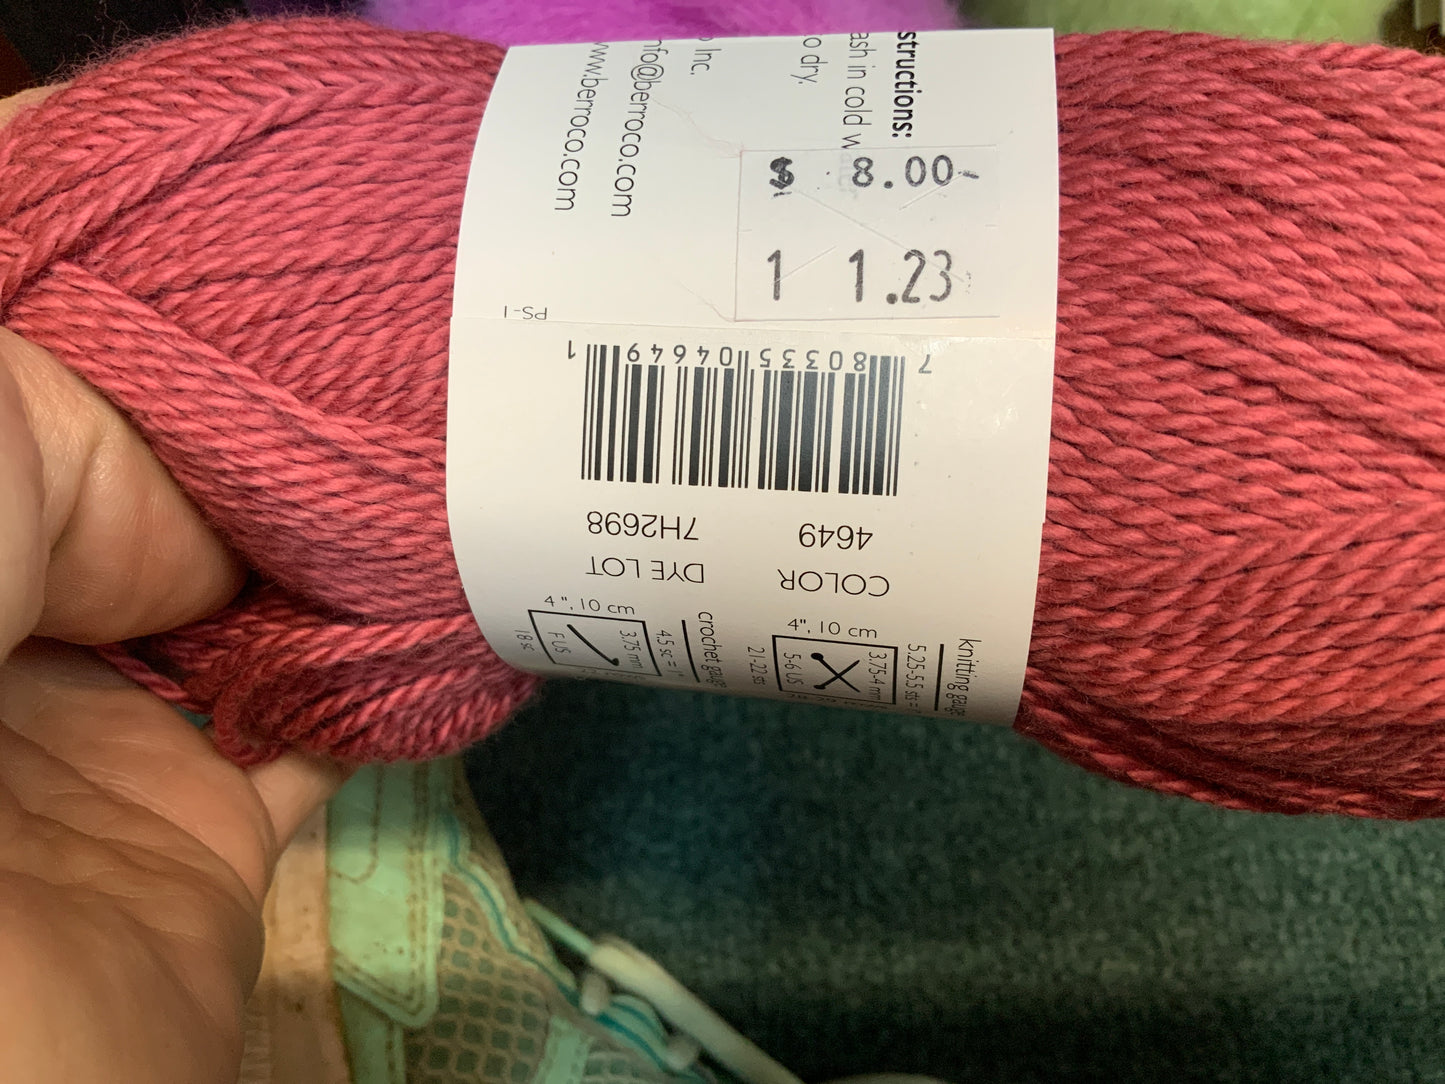 structions:
ash in cold w
to dry.
Inc.
nfo@berroco.com
www.berroco.com
$ 8.00-
1 1.23
PS-1
7 80335 04649 1
4649
7H2698
COLOR
DYE LOT
knitting gauge
5.25-5.5 sts =
4", 10 cm
3.75-4 mm
5-6 US
21-22 sts
crochet gauge
4.5 sc = 1"
4", 10 cm
3.75 mm
F US
18 sc